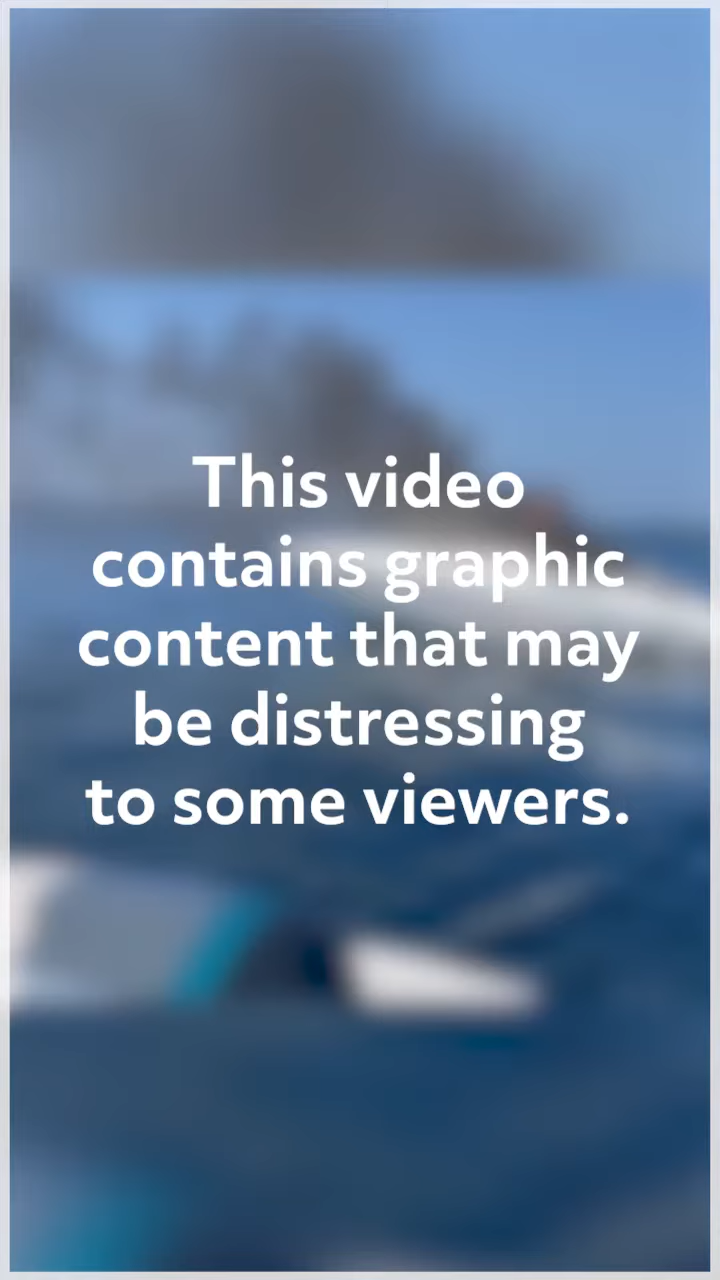 This video
contains graphic
content that may
be distressing
to some viewers.